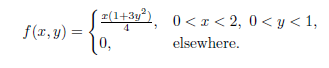 f(x, y) = { x(1+3y²)/4, 0 < x < 2, 0 < y < 1,
0, elsewhere.